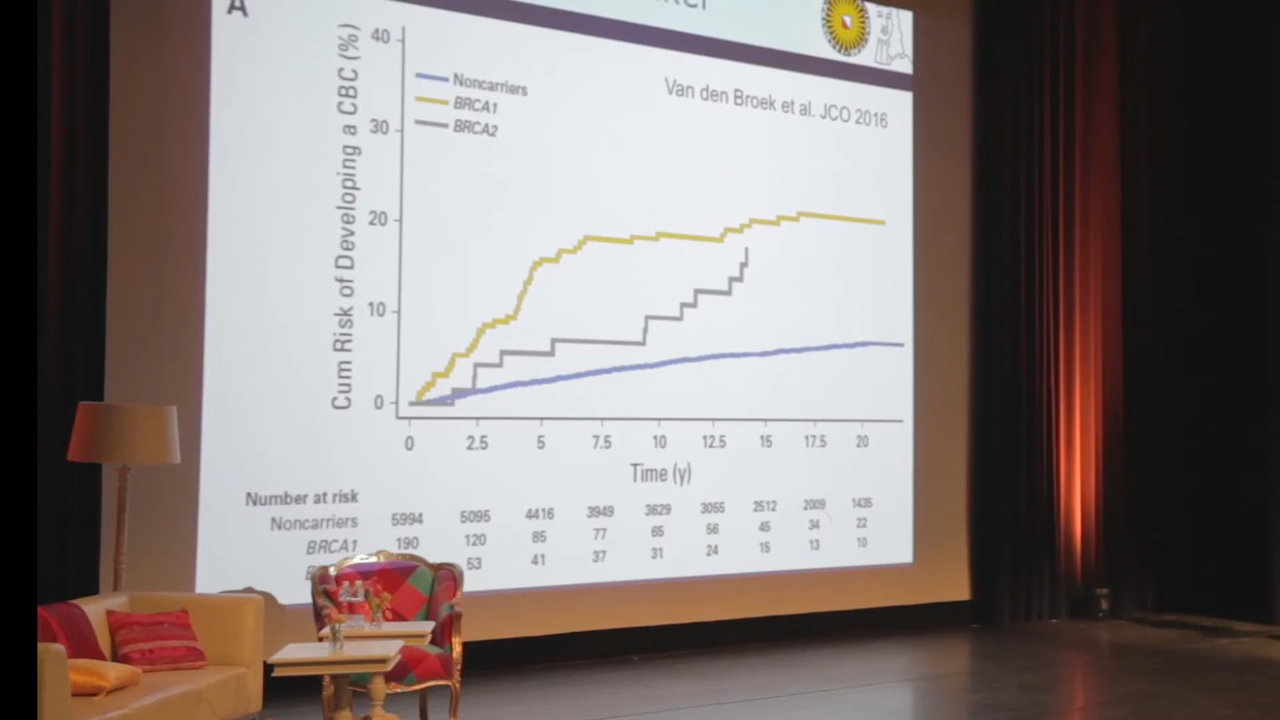 A
Van den Broek et al. JCO 2016
Noncarriers
BRCA1
BRCA2
Cum Risk of Developing a CBC (%)
40
30
20
10
0
0 2.5 5 7.5 10 12.5 15 17.5 20
Time (y)
Number at risk
Noncarriers 5994 5095 4416 3949 3629 3055 2512 2009 1435
BRCA1 190 120 85 77 65 56 45 34 22
53 41 37 31 24 15 13 10